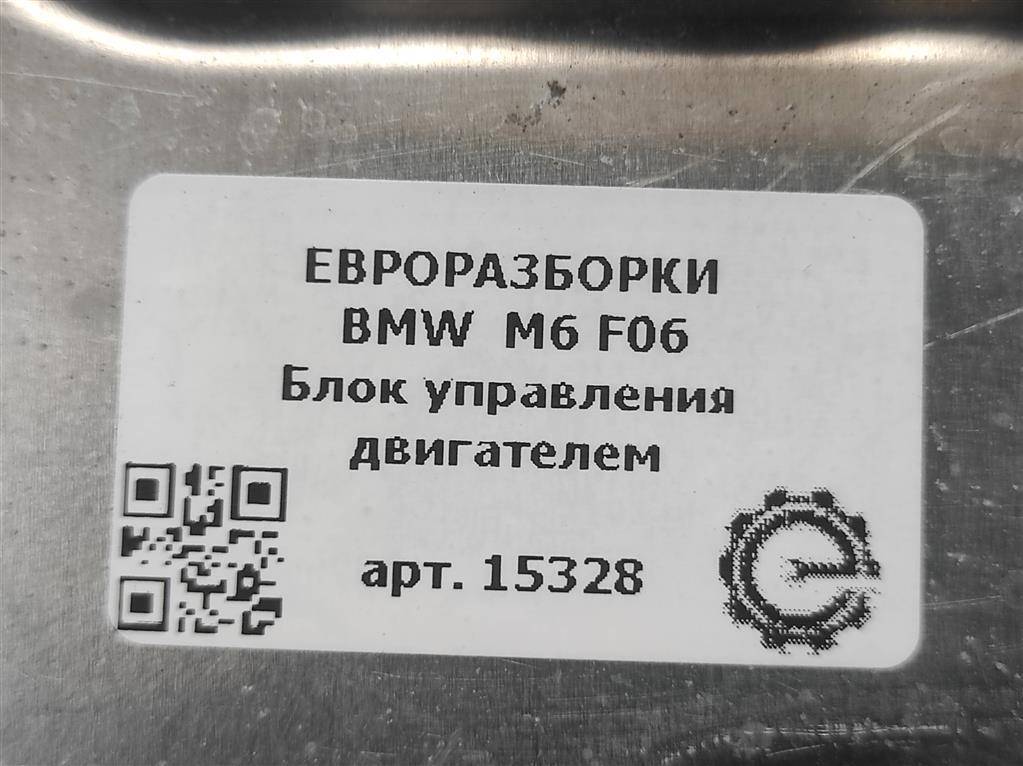 ЕВРОРАЗБОРКИ
BMW M6 F06
Блок управления
двигателем
арт. 15328